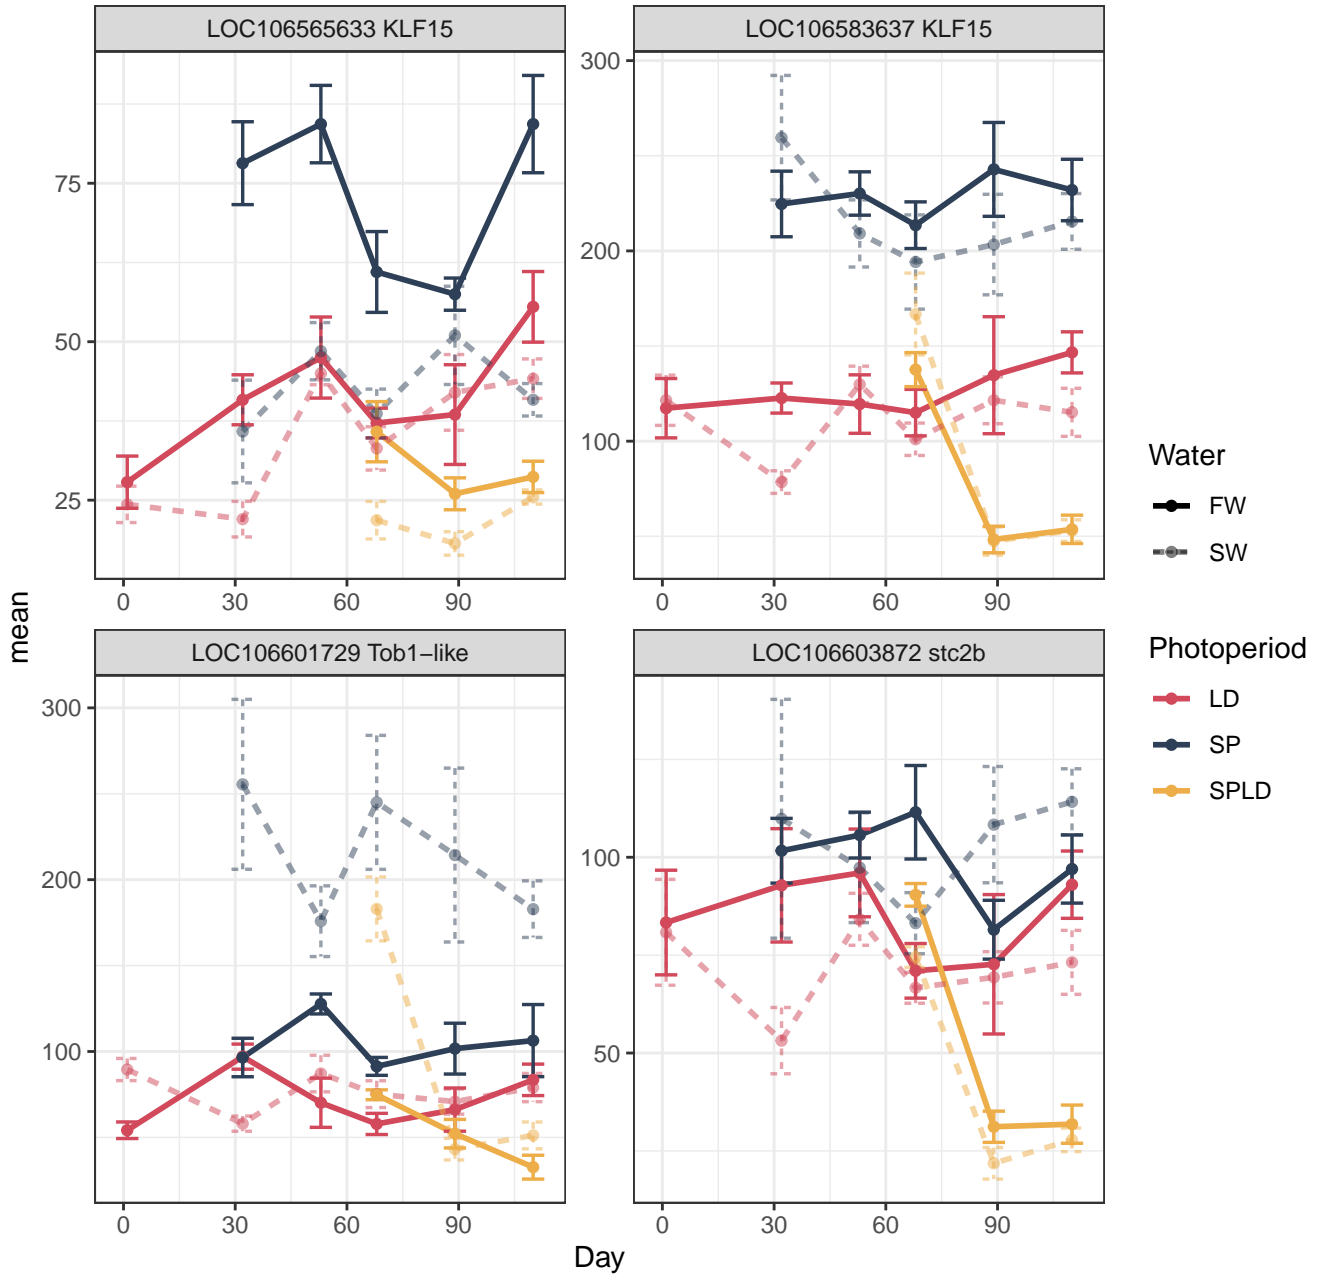 LOC106565633 KLF15
LOC106583637 KLF15
75
50
25
300
200
100
0 30 60 90
0 30 60 90
mean
LOC106601729 Tob1−like
LOC106603872 stc2b
300
200
100
100
50
0 30 60 90
0 30 60 90
Day
Water
FW
SW
Photoperiod
LD
SP
SPLD